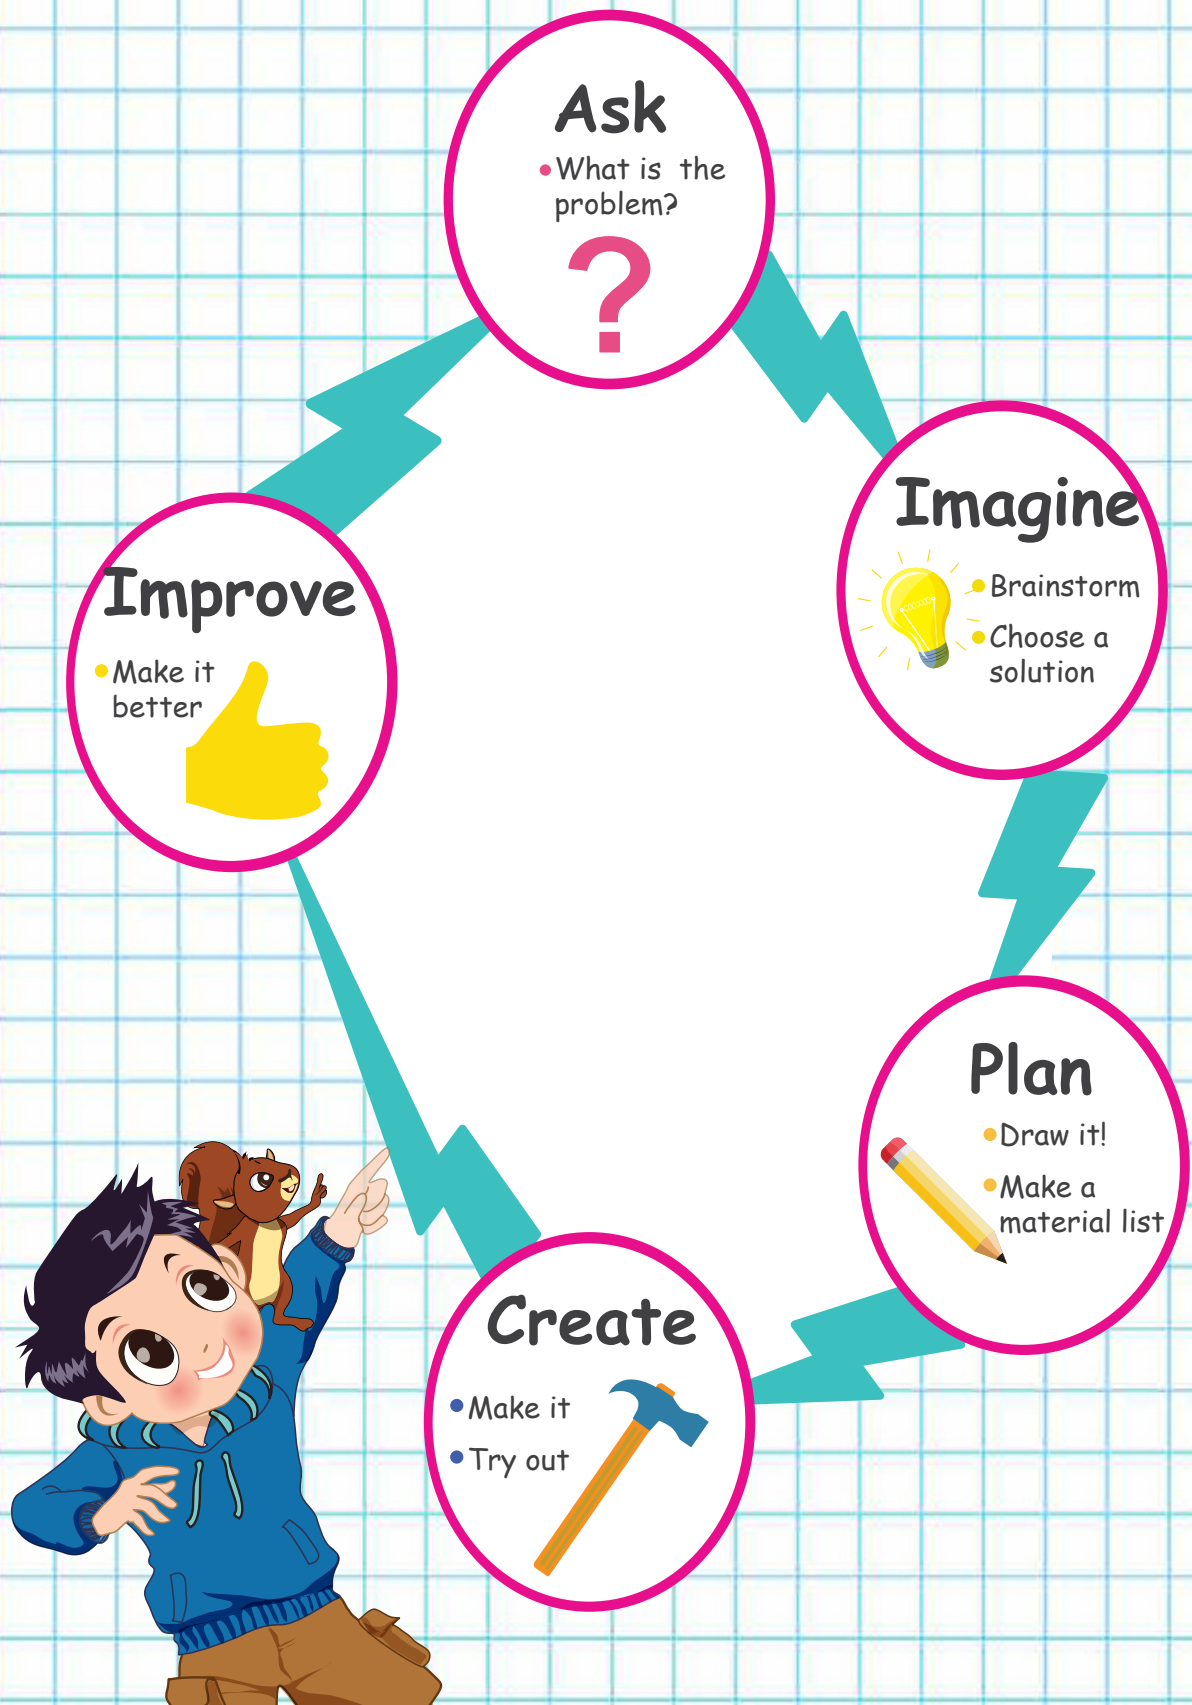 Ask
•What is the
problem?
?
Imagine
•Brainstorm
•Choose a
solution
Plan
•Draw it!
•Make a
material list
Create
•Make it
•Try out
Improve
•Make it
better